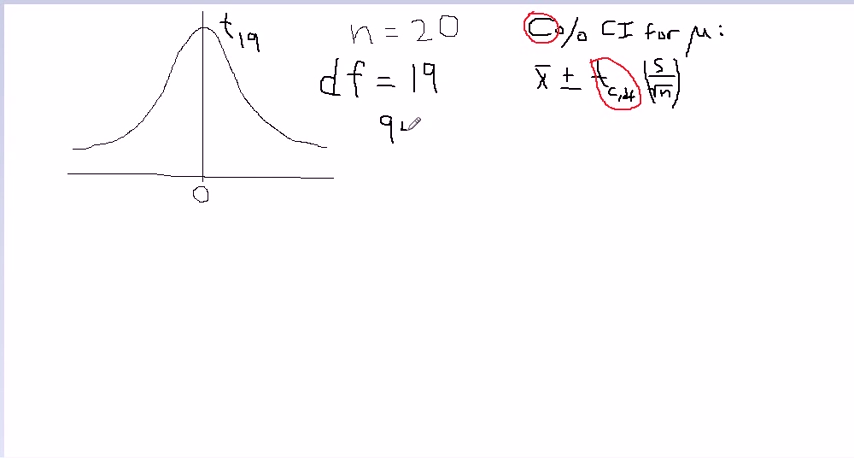 t₁₉
n = 20
df = 19
0
C% CI for μ:
x̄ ± t_c,df (s/√n)